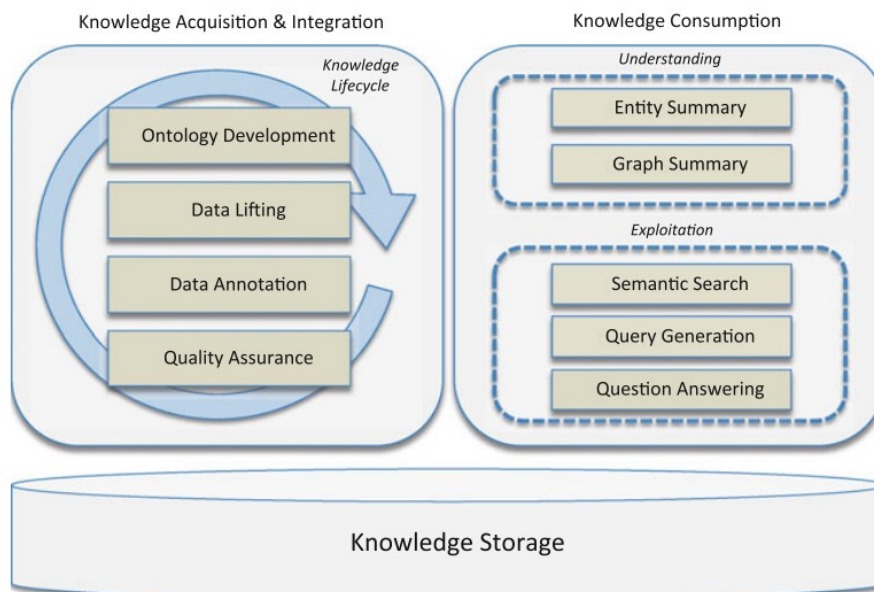 Knowledge Acquisition & Integration
Knowledge
Lifecycle
Ontology Development
Data Lifting
Data Annotation
Quality Assurance
Knowledge Consumption
Understanding
Entity Summary
Graph Summary
Exploitation
Semantic Search
Query Generation
Question Answering
Knowledge Storage